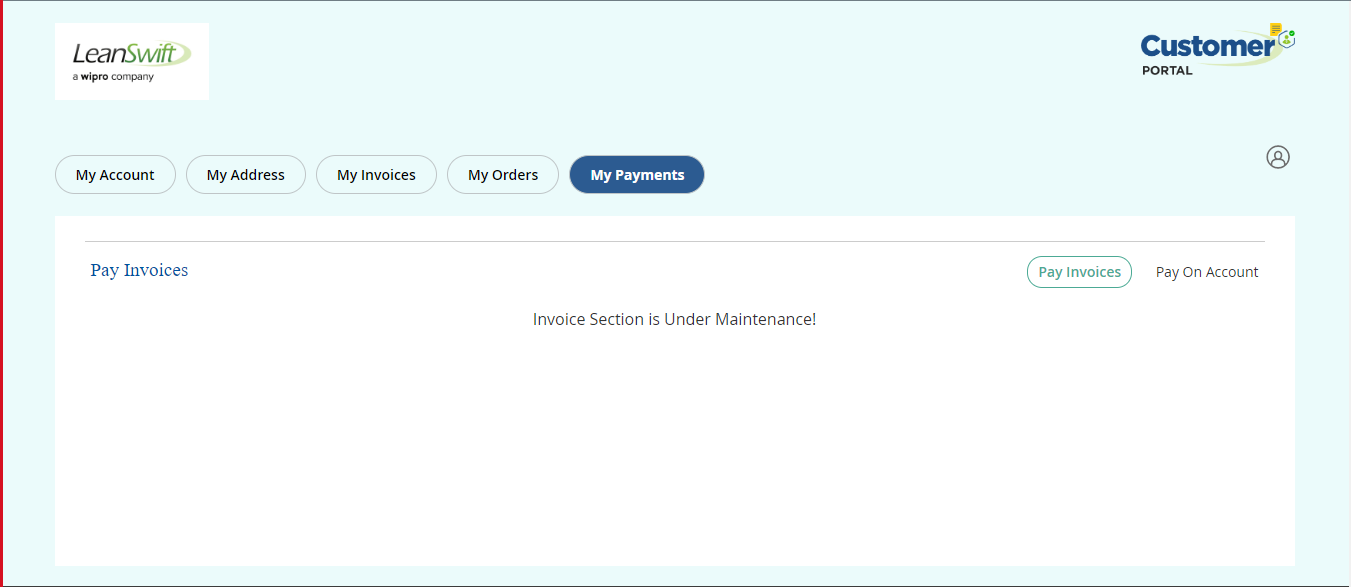 LeanSwift
a wipro company
Customer
PORTAL
My Account
My Address
My Invoices
My Orders
My Payments
Pay Invoices
Pay Invoices
Pay On Account
Invoice Section is Under Maintenance!